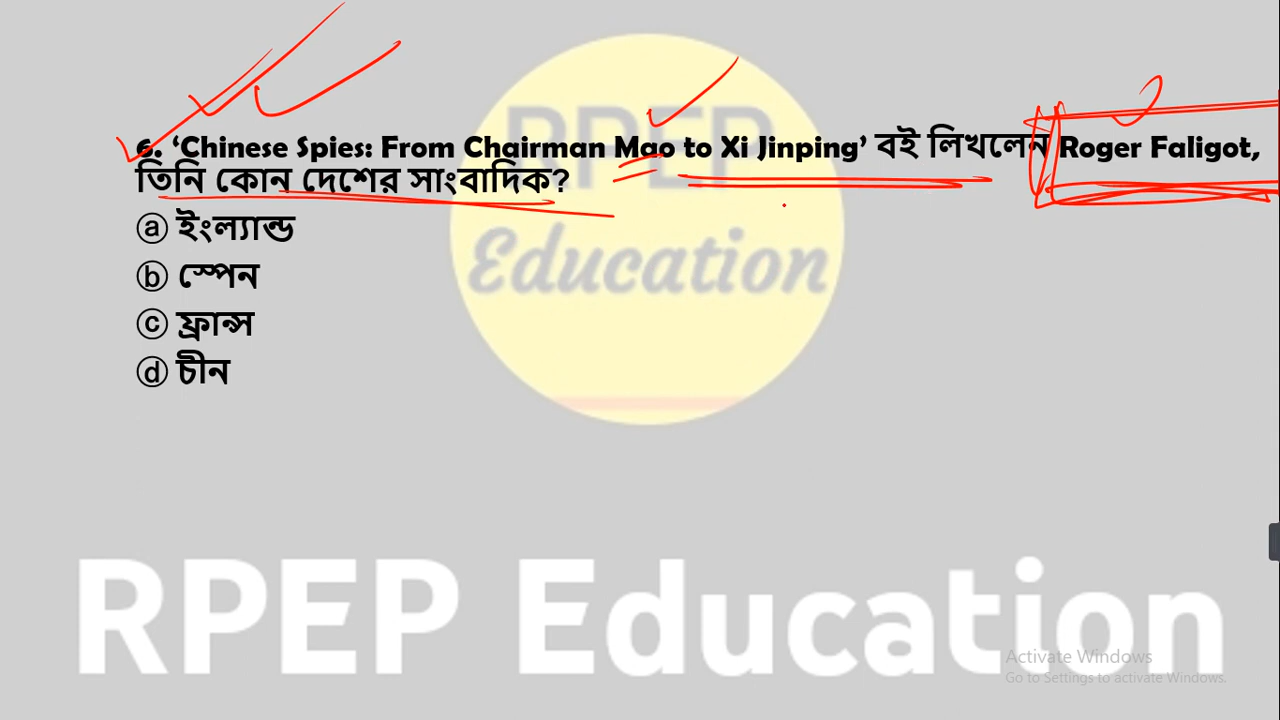 RPEP
6. ‘Chinese Spies: From Chairman Mao to Xi Jinping’ বই লিখলেন Roger Faligot,
তিনি কোন দেশের সাংবাদিক?
ⓐ ইংল্যান্ড
Education
ⓑ স্পেন
ⓒ ফ্রান্স
ⓓ চীন
RPEP Education
Activate Windows
Go to Settings to activate Windows.